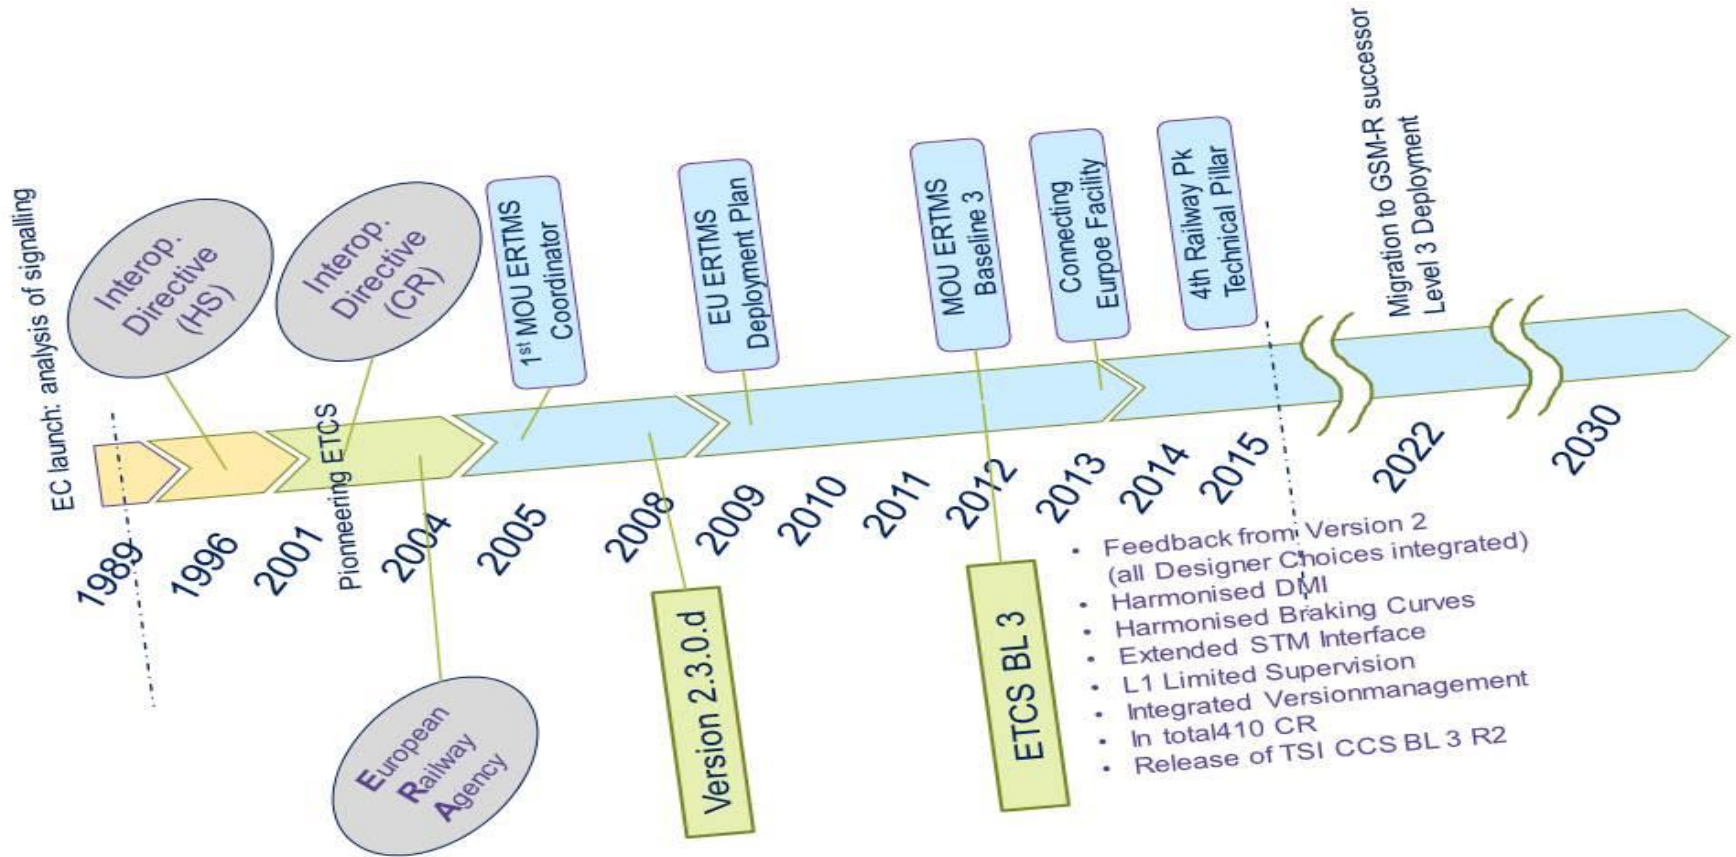 EC launch: analysis of signalling
Interop.
Directive
(HS)
Interop.
Directive
(CR)
1st MOU ERTMS
Coordinator
EU ERTMS
Deployment Plan
MOU ERTMS
Baseline 3
Connecting
Eurpoe Facility
4th Railway Pk
Technical Pillar
Migration to GSM-R successor
Level 3 Deployment
Pionneering ETCS
1989
1996
2001
2004
2005
2008
2009
2010
2011
2012
2013
2014
2015
2022
2030
European
Railway
Agency
Version 2.3.0.d
ETCS BL 3
• Feedback from Version 2
(all Designer Choices integrated)
• Harmonised DMI
• Harmonised Braking Curves
• Extended STM Interface
• L1 Limited Supervision
• Integrated Versionmanagement
• In total410 CR
• Release of TSI CCS BL 3 R2